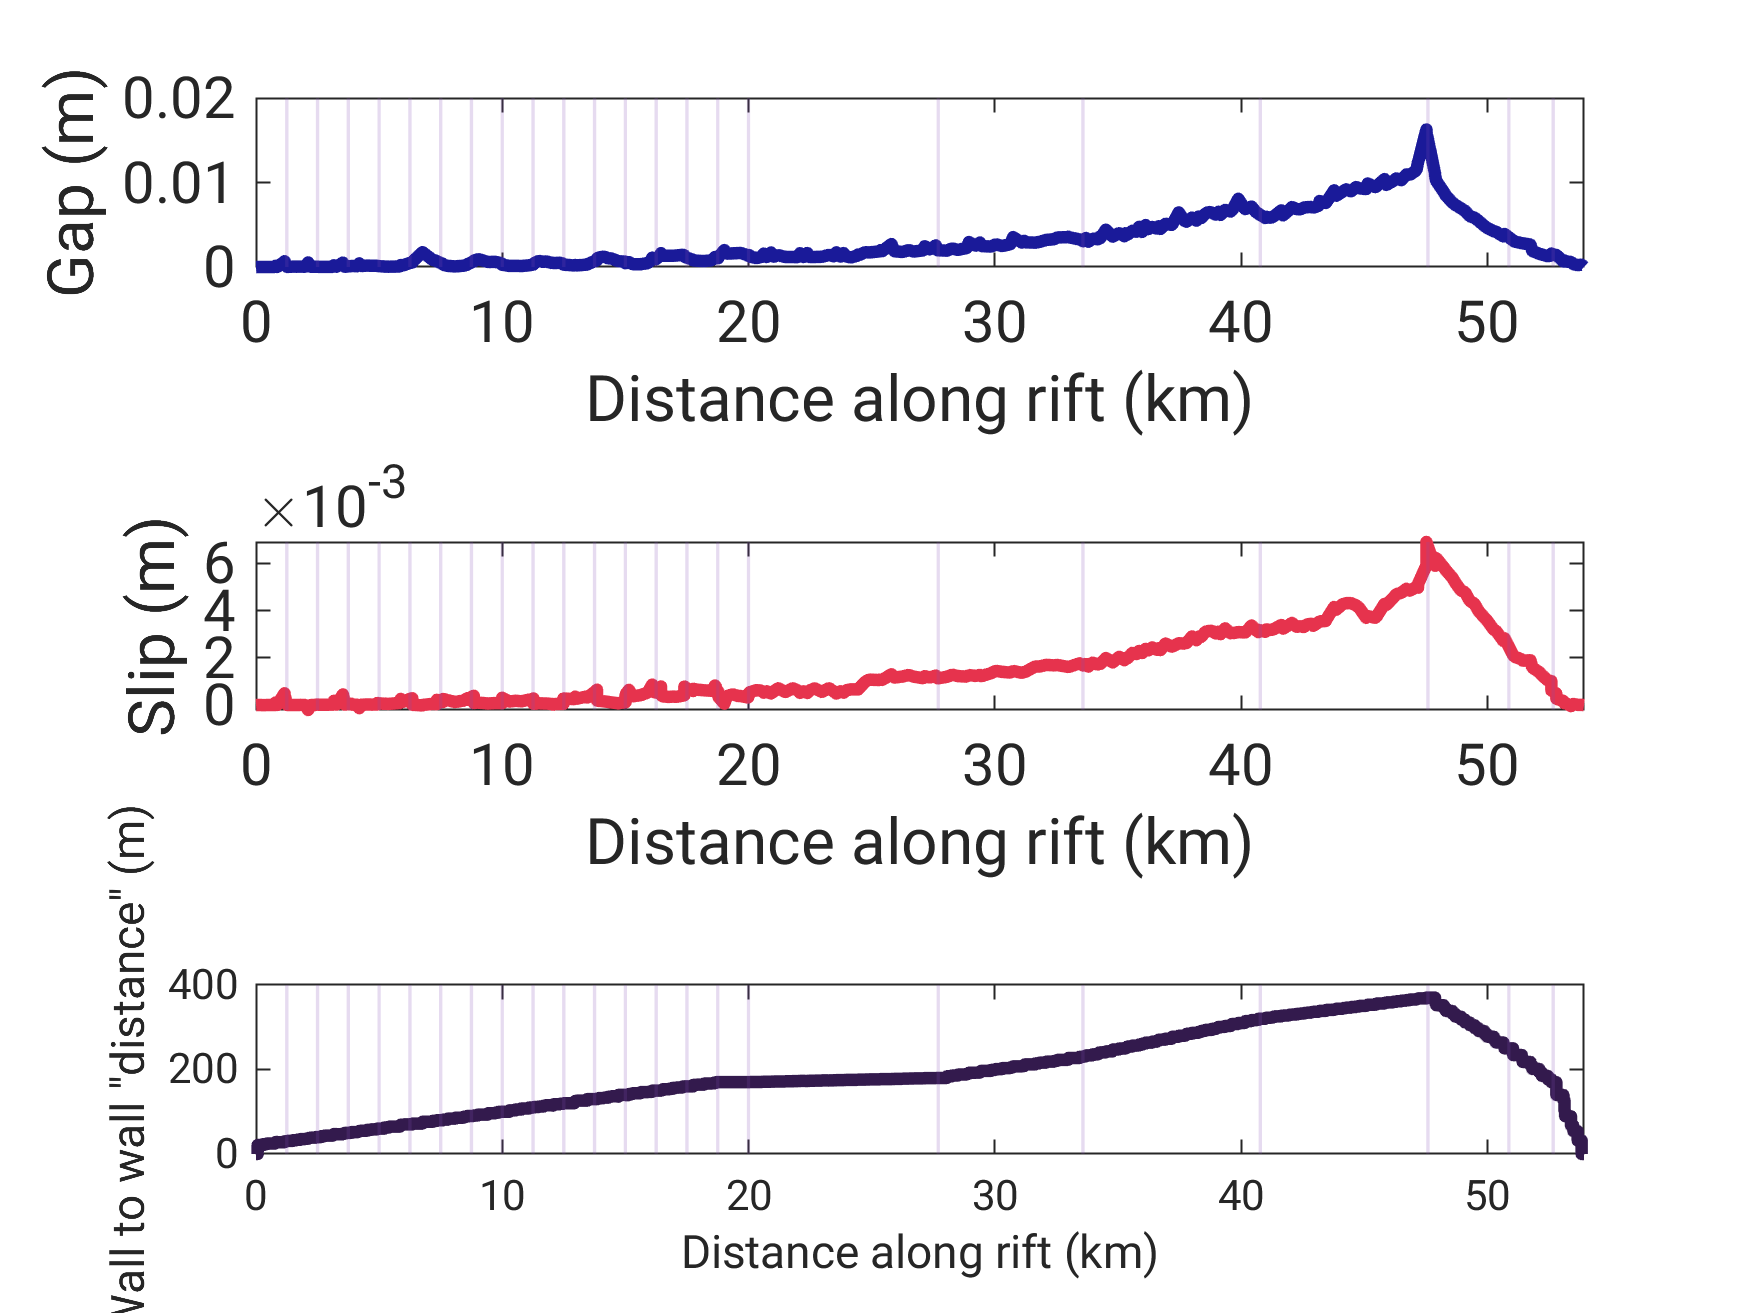 Gap (m)
0.02
0.01
0
0 10 20 30 40 50
Distance along rift (km)
×10-3
Slip (m)
6
4
2
0
0 10 20 30 40 50
Distance along rift (km)
to wall "distance" (m)
400
200
0
0 10 20 30 40 50
Distance along rift (km)